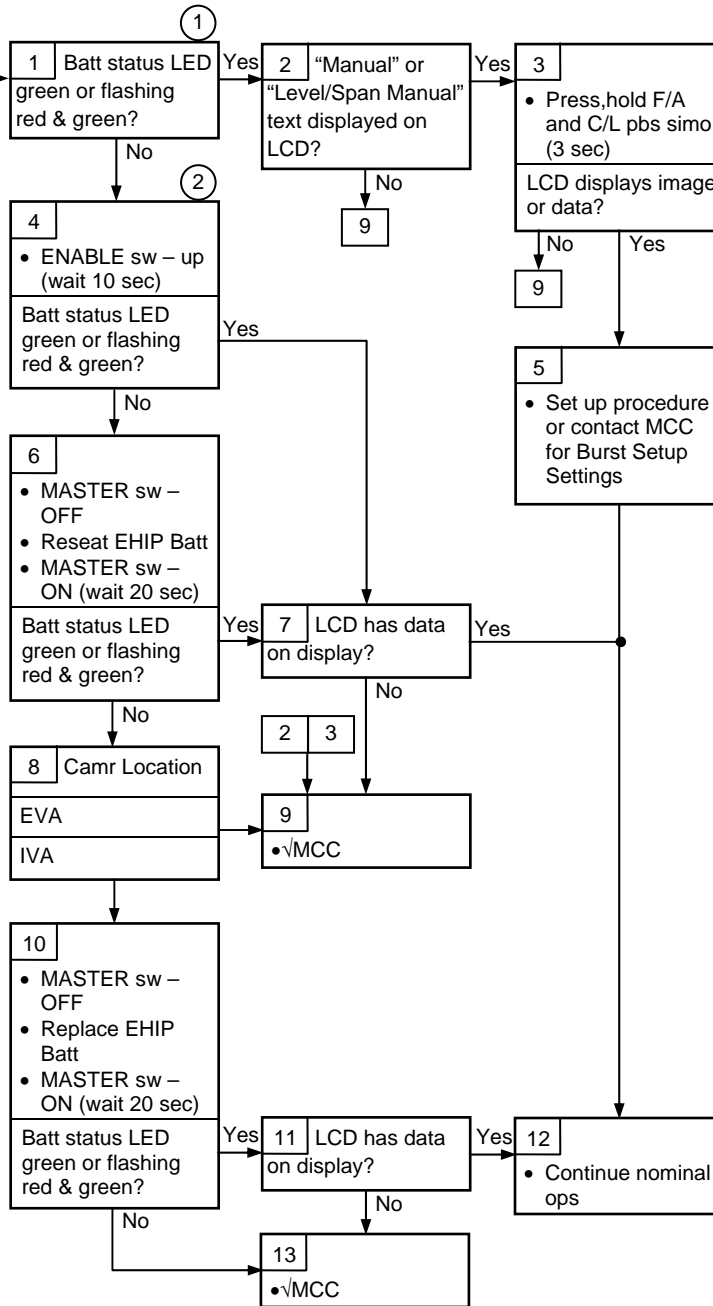 1
1 Batt status LED
green or flashing
red & green?
Yes
No
2 “Manual” or
“Level/Span Manual”
text displayed on
LCD?
Yes
No
9
3
• Press,hold F/A
and C/L pbs simo
(3 sec)
LCD displays image
or data?
No
Yes
9
2
4
• ENABLE sw – up
(wait 10 sec)
Batt status LED
green or flashing
red & green?
Yes
No
5
• Set up procedure
or contact MCC
for Burst Setup
Settings
6
• MASTER sw –
OFF
• Reseat EHIP Batt
• MASTER sw –
ON (wait 20 sec)
Batt status LED
green or flashing
red & green?
Yes
No
7 LCD has data
on display?
Yes
No
2 3
8 Camr Location
EVA
IVA
9
•√MCC
10
• MASTER sw –
OFF
• Replace EHIP
Batt
• MASTER sw –
ON (wait 20 sec)
Batt status LED
green or flashing
red & green?
Yes
No
11 LCD has data
on display?
Yes
No
12
• Continue nominal
ops
13
•√MCC